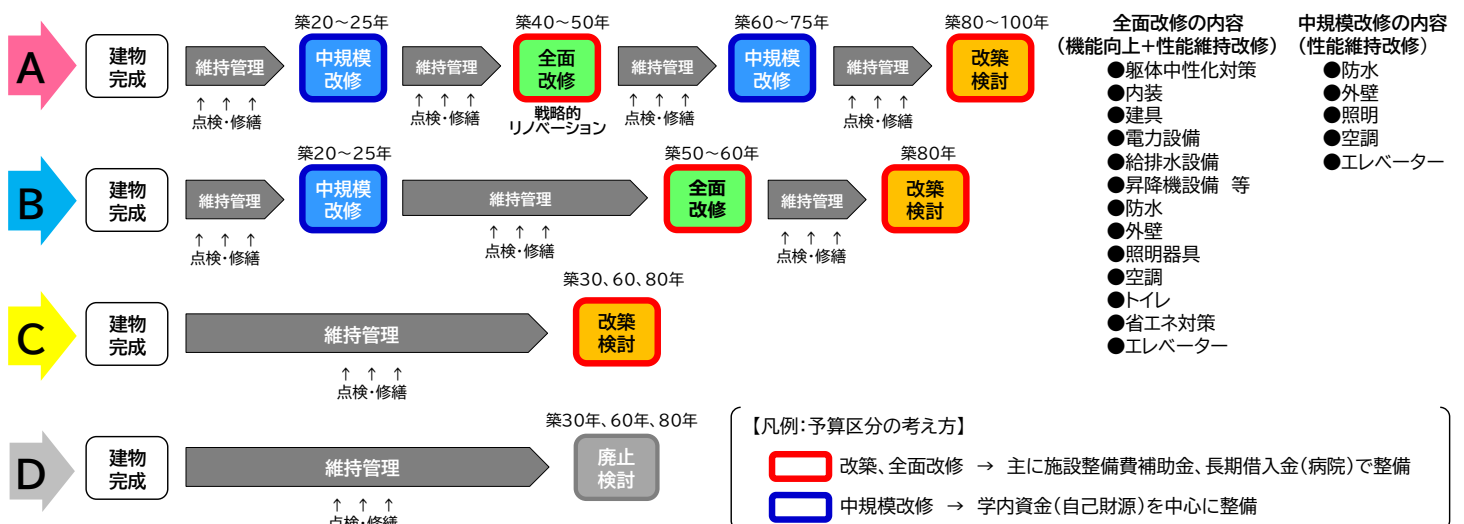 築20～25年
築40～50年
築60～75年
築80～100年
A
建物
完成
維持管理
中規模
改修
維持管理
全面
改修
維持管理
中規模
改修
維持管理
改築
検討
↑ ↑ ↑
点検・修繕
↑ ↑ ↑
点検・修繕
戦略的
リノベーション
↑ ↑ ↑
点検・修繕
↑ ↑ ↑
点検・修繕
築20～25年
築50～60年
築80年
B
建物
完成
維持管理
中規模
改修
維持管理
全面
改修
維持管理
改築
検討
↑ ↑ ↑
点検・修繕
↑ ↑ ↑
点検・修繕
↑ ↑ ↑
点検・修繕
築30、60、80年
C
建物
完成
維持管理
改築
検討
↑ ↑ ↑
点検・修繕
築30年、60年、80年
D
建物
完成
維持管理
廃止
検討
↑ ↑ ↑
点検・修繕
全面改修の内容
（機能向上＋性能維持改修）
●躯体中性化対策
●内装
●建具
●電力設備
●給排水設備
●昇降機設備 等
●防水
●外壁
●照明器具
●空調
●トイレ
●省エネ対策
●エレベーター
中規模改修の内容
（性能維持改修）
●防水
●外壁
●照明
●空調
●エレベーター
【凡例：予算区分の考え方】
改築、全面改修 → 主に施設整備費補助金、長期借入金（病院）で整備
中規模改修 → 学内資金（自己財源）を中心に整備